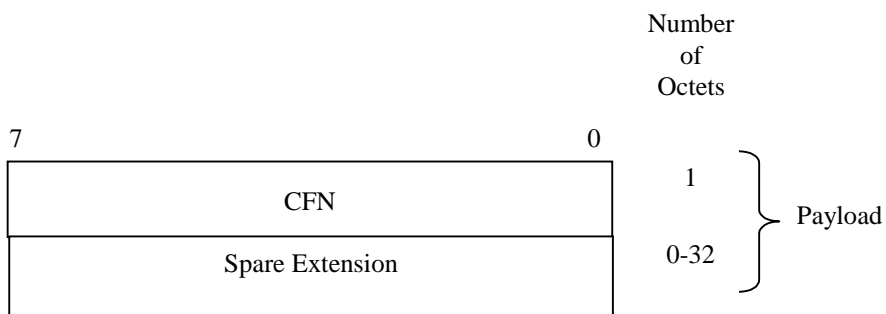 Number
of
Octets
7 0
CFN 1
Payload
Spare Extension 0-32